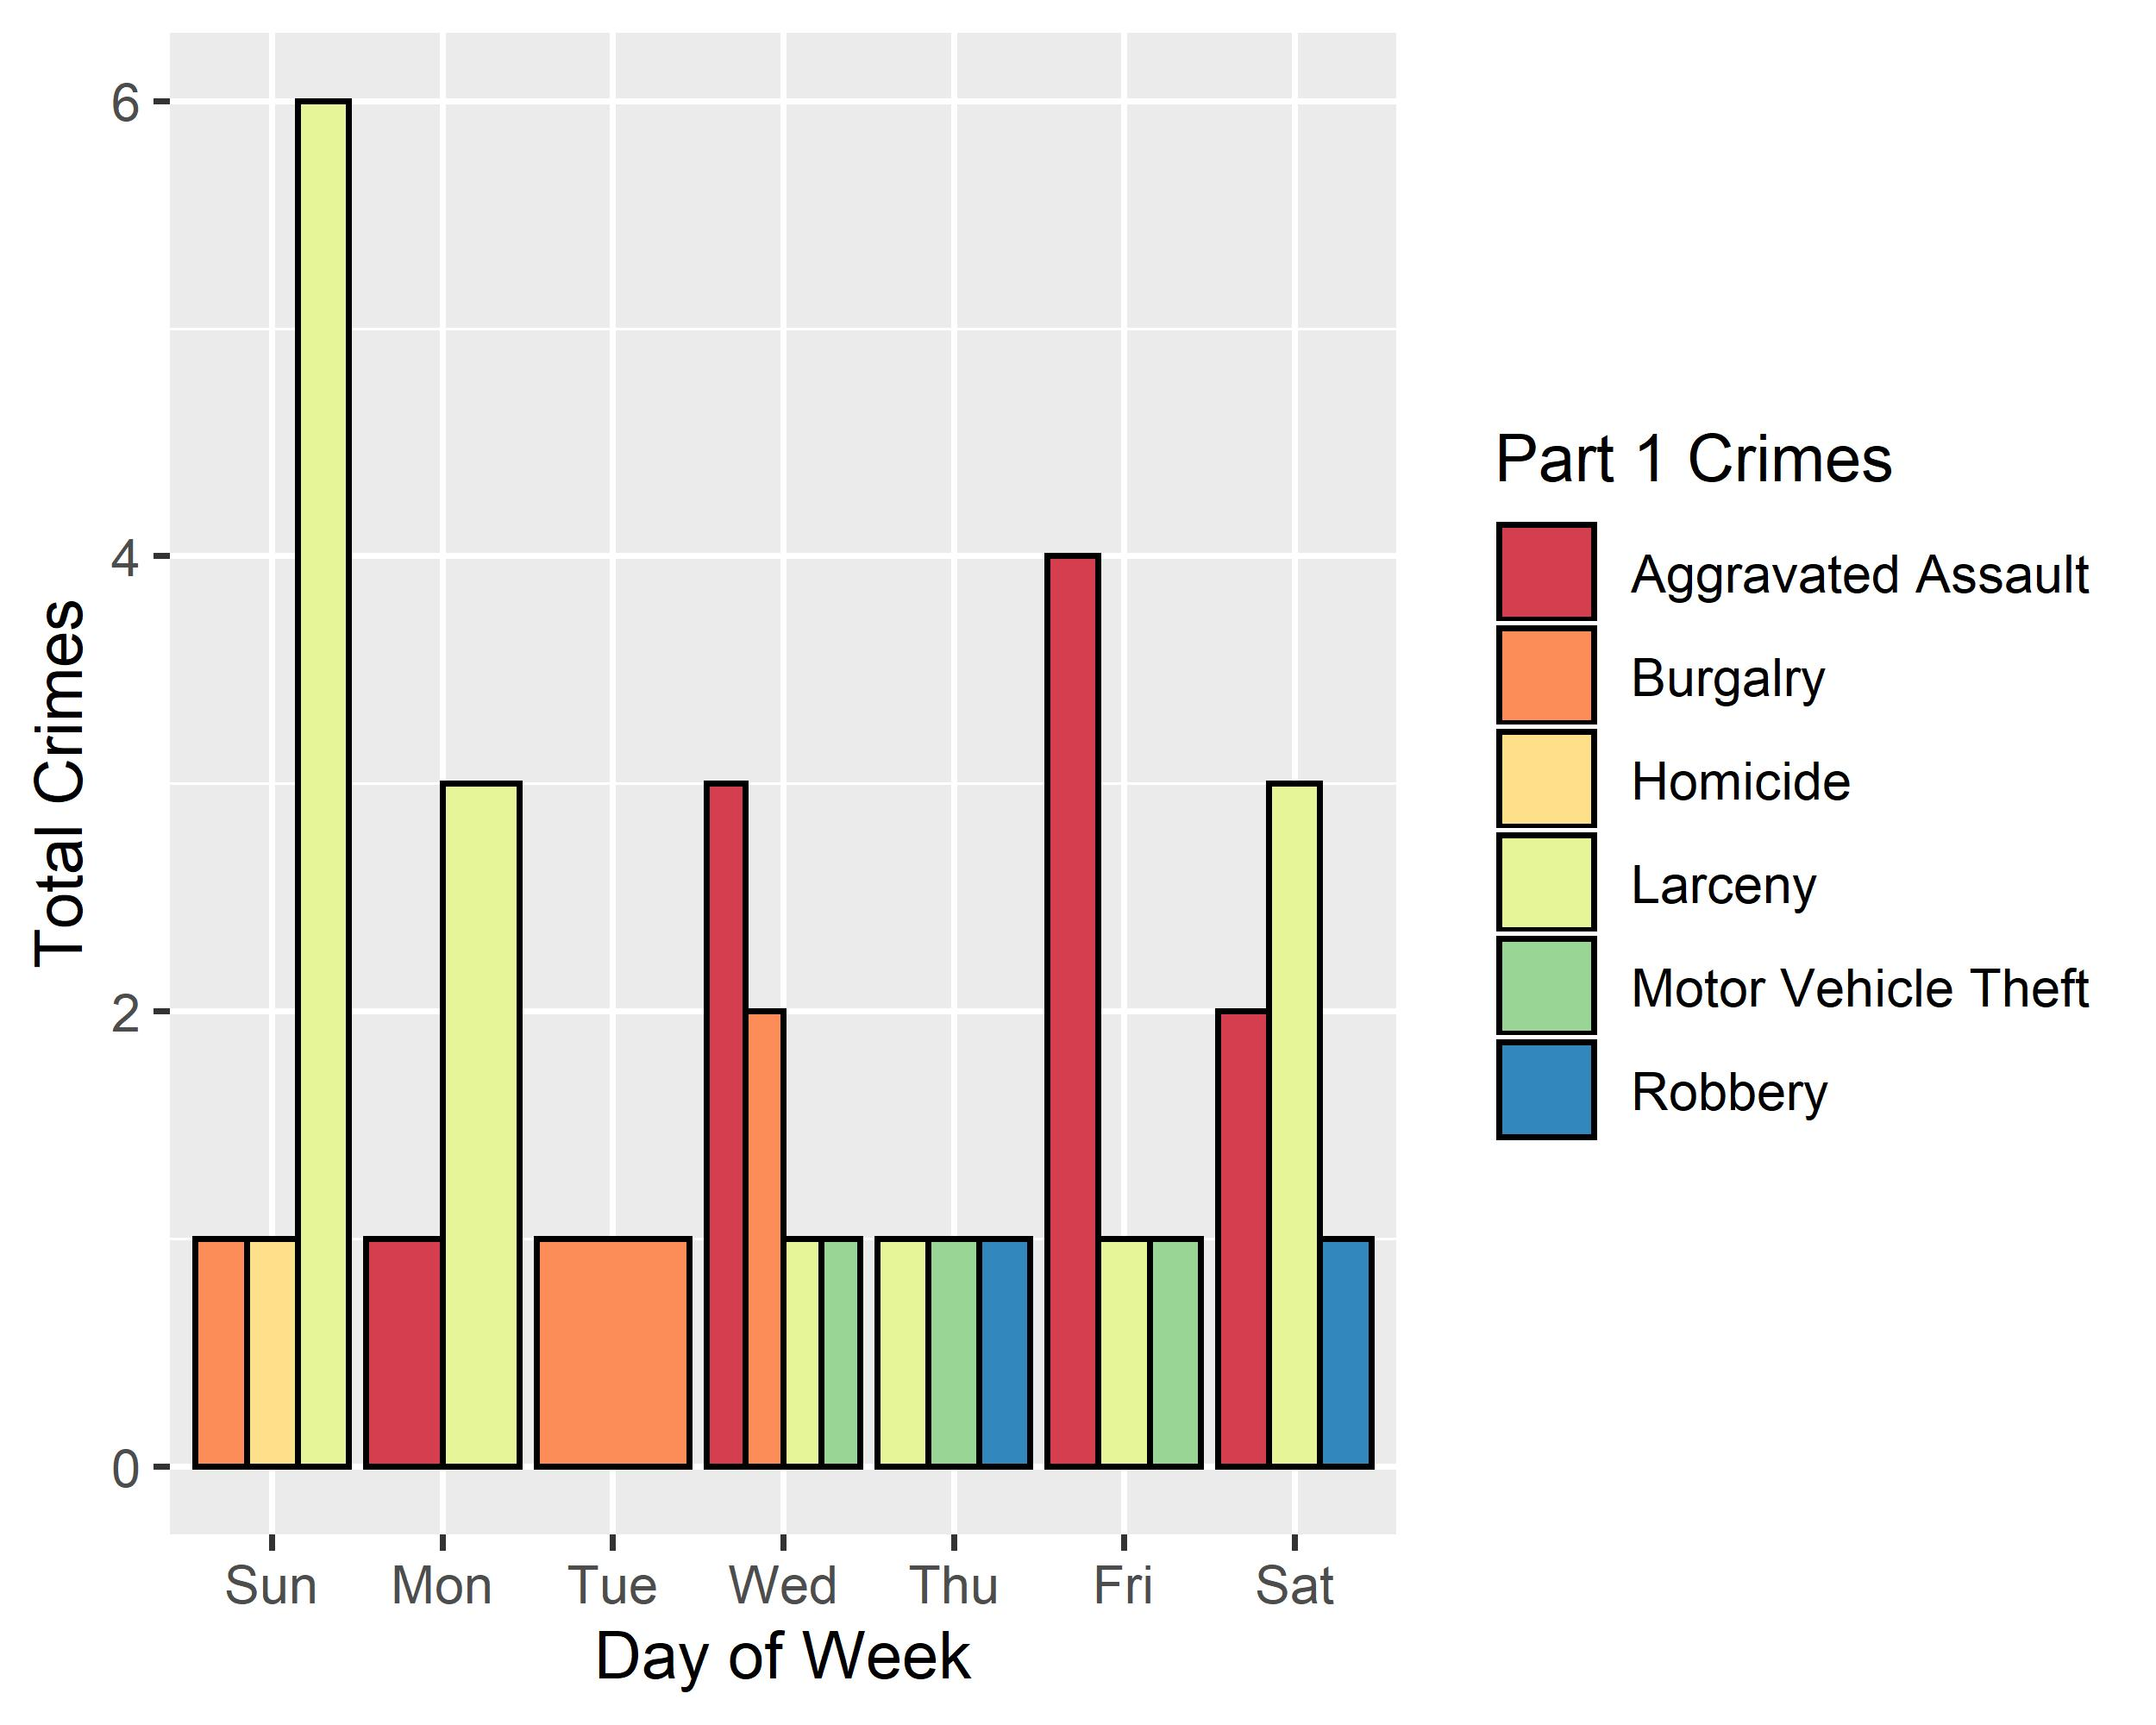 6
4
2
0
Total Crimes
Sun Mon Tue Wed Thu Fri Sat
Day of Week
Part 1 Crimes
Aggravated Assault
Burgalry
Homicide
Larceny
Motor Vehicle Theft
Robbery